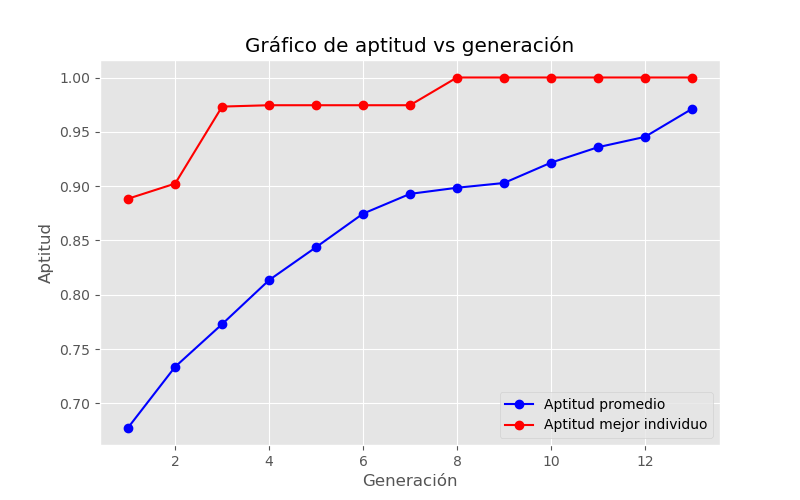 Gráfico de aptitud vs generación
1.00
0.95
0.90
0.85
0.80
0.75
0.70
Aptitud
Aptitud promedio
Aptitud mejor individuo
2 4 6 8 10 12
Generación